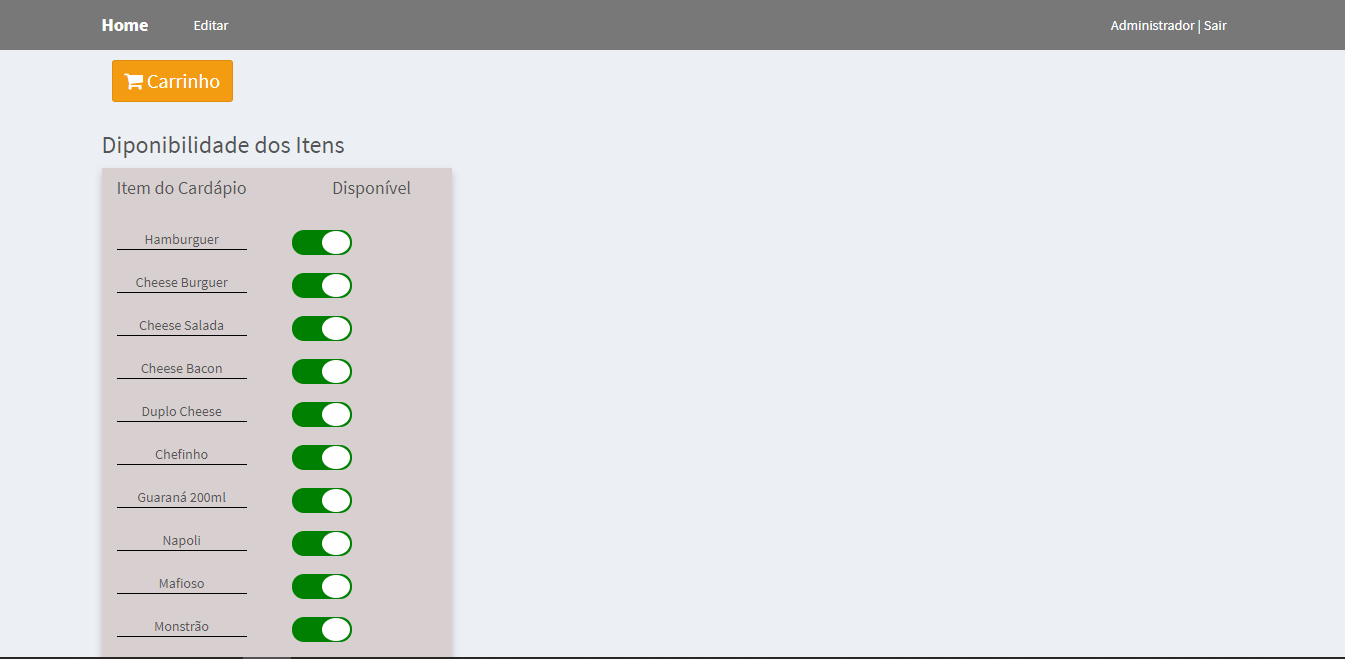 Home Editar Administrador | Sair
Carrinho
Diponibilidade dos Itens
Item do Cardápio Disponível
Hamburguer
Cheese Burguer
Cheese Salada
Cheese Bacon
Duplo Cheese
Chefinho
Guaraná 200ml
Napoli
Mafioso
Monstrão